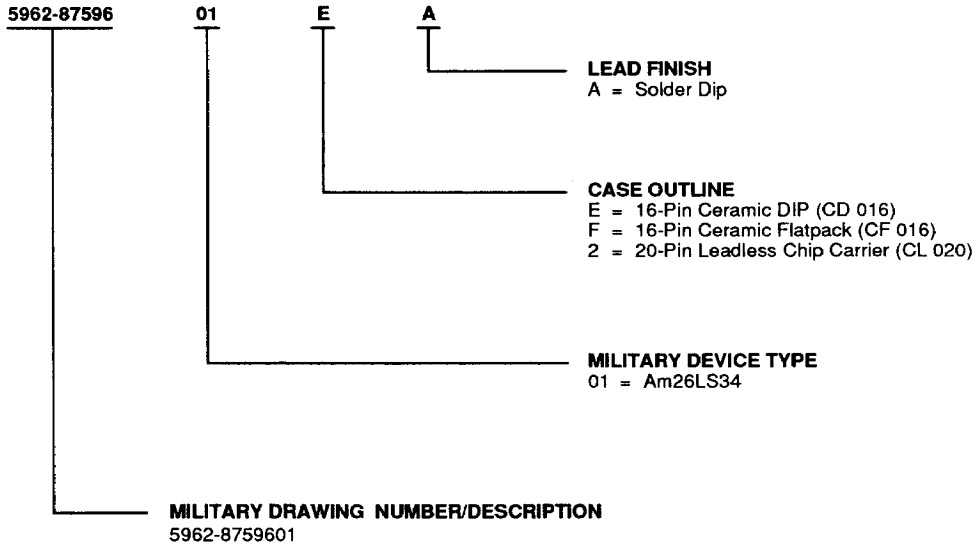 5962-87596 01 E A
LEAD FINISH
A = Solder Dip
CASE OUTLINE
E = 16-Pin Ceramic DIP (CD 016)
F = 16-Pin Ceramic Flatpack (CF 016)
2 = 20-Pin Leadless Chip Carrier (CL 020)
MILITARY DEVICE TYPE
01 = Am26LS34
MILITARY DRAWING NUMBER/DESCRIPTION
5962-8759601